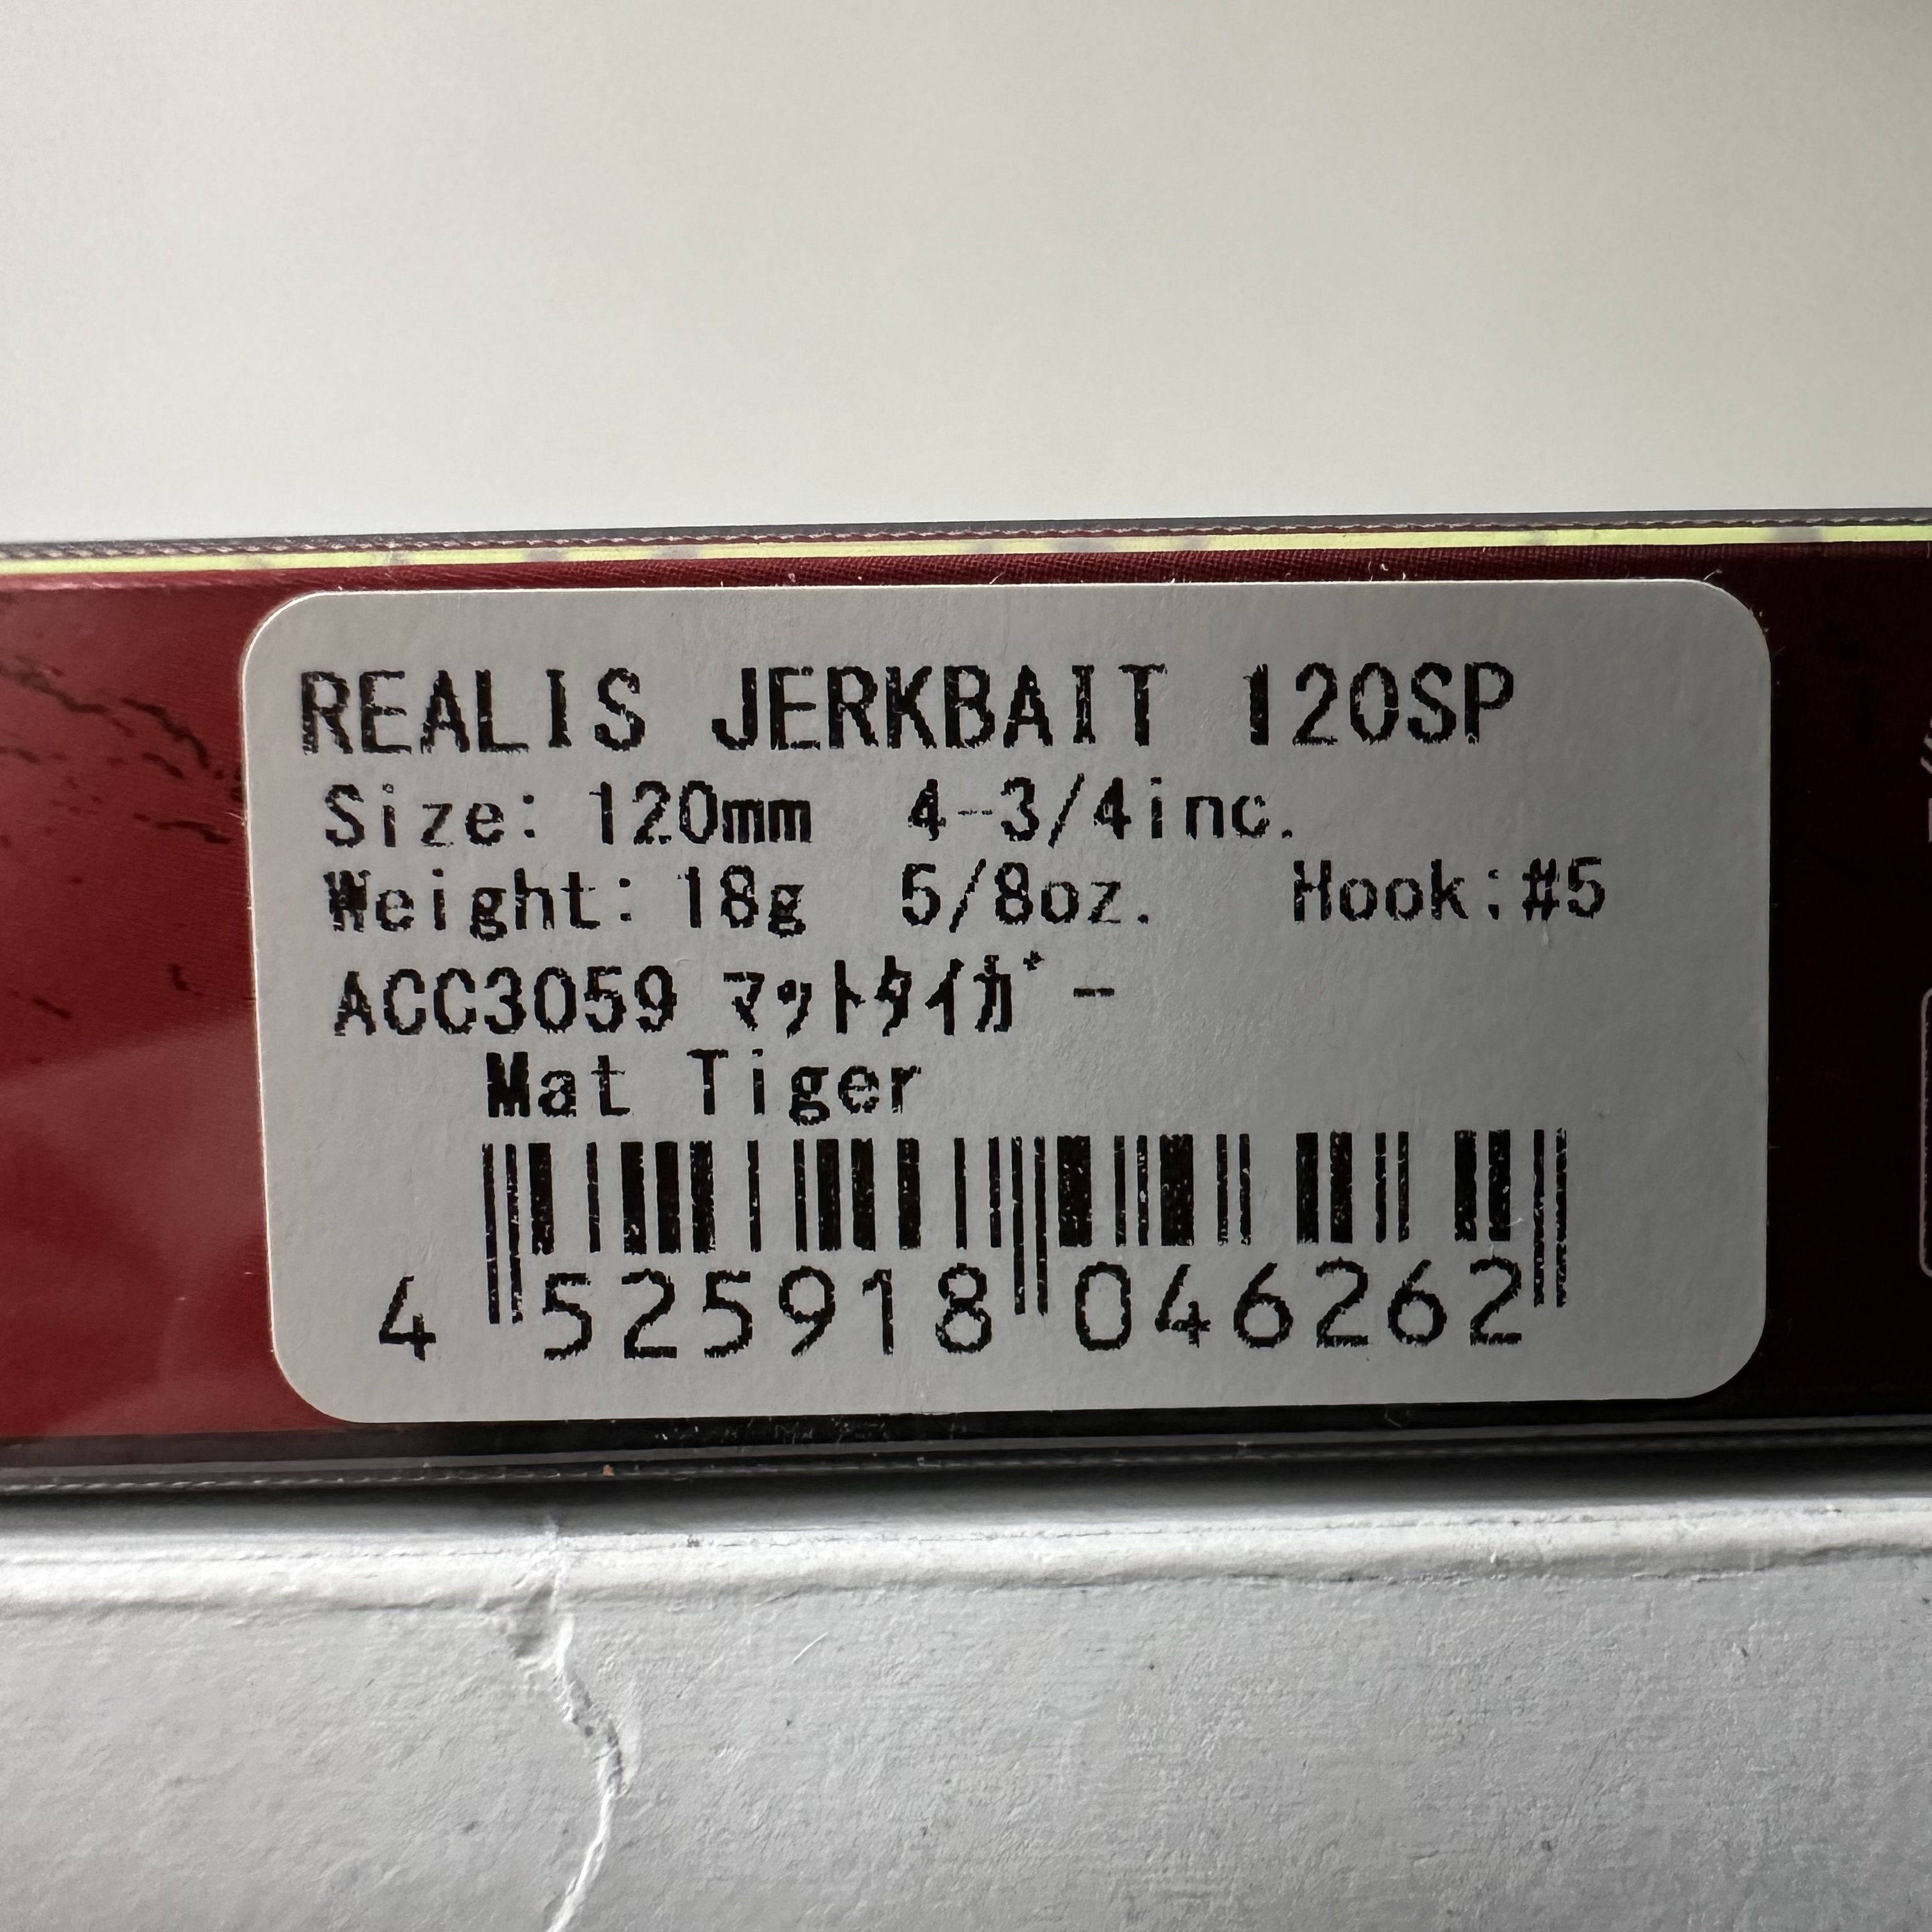 REALIS JERKBAIT 120SP
Size: 120mm 4-3/4inc.
Weight: 18g 5/8oz. Hook:#5
ACC3059 マットタイガー
Mat Tiger
4 525918 046262